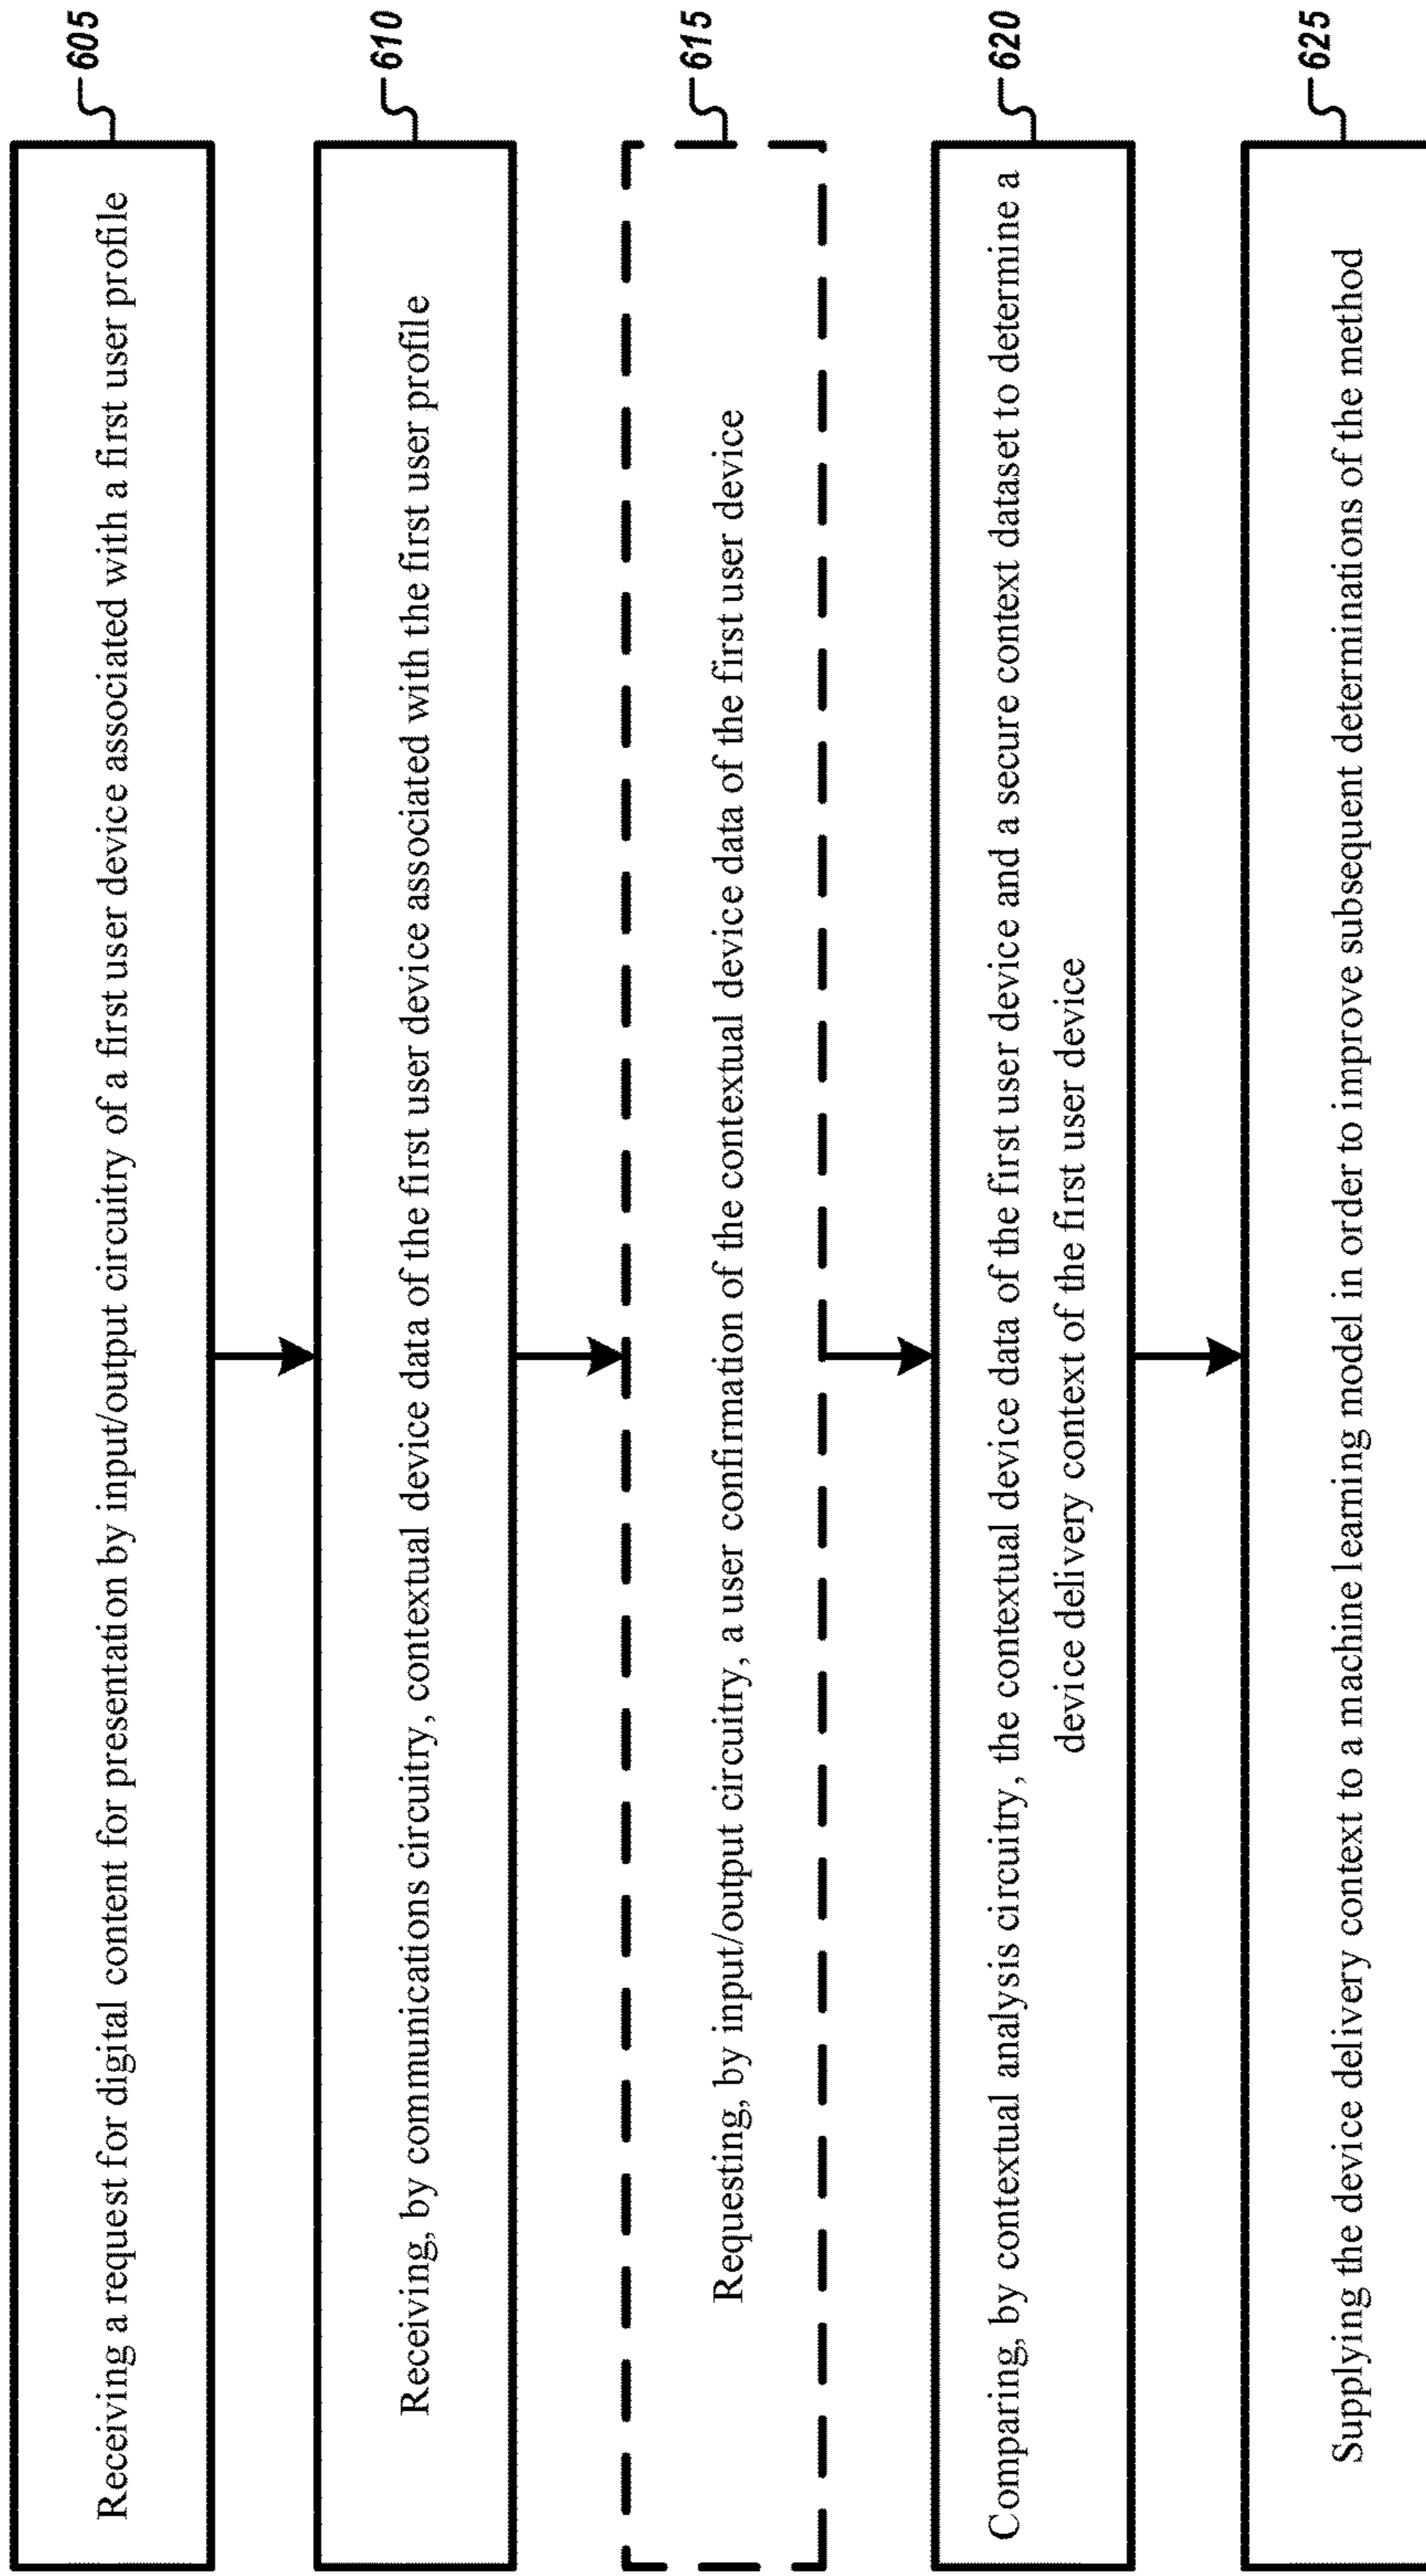 Receiving a request for digital content for presentation by input/output circuitry of a first user device associated with a first user profile
605
Receiving, by communications circuitry, contextual device data of the first user device associated with the first user profile
610
Requesting, by input/output circuitry, a user confirmation of the contextual device data of the first user device
615
Comparing, by contextual analysis circuitry, the contextual device data of the first user device and a secure context dataset to determine a
device delivery context of the first user device
620
Supplying the device delivery context to a machine learning model in order to improve subsequent determinations of the method
625